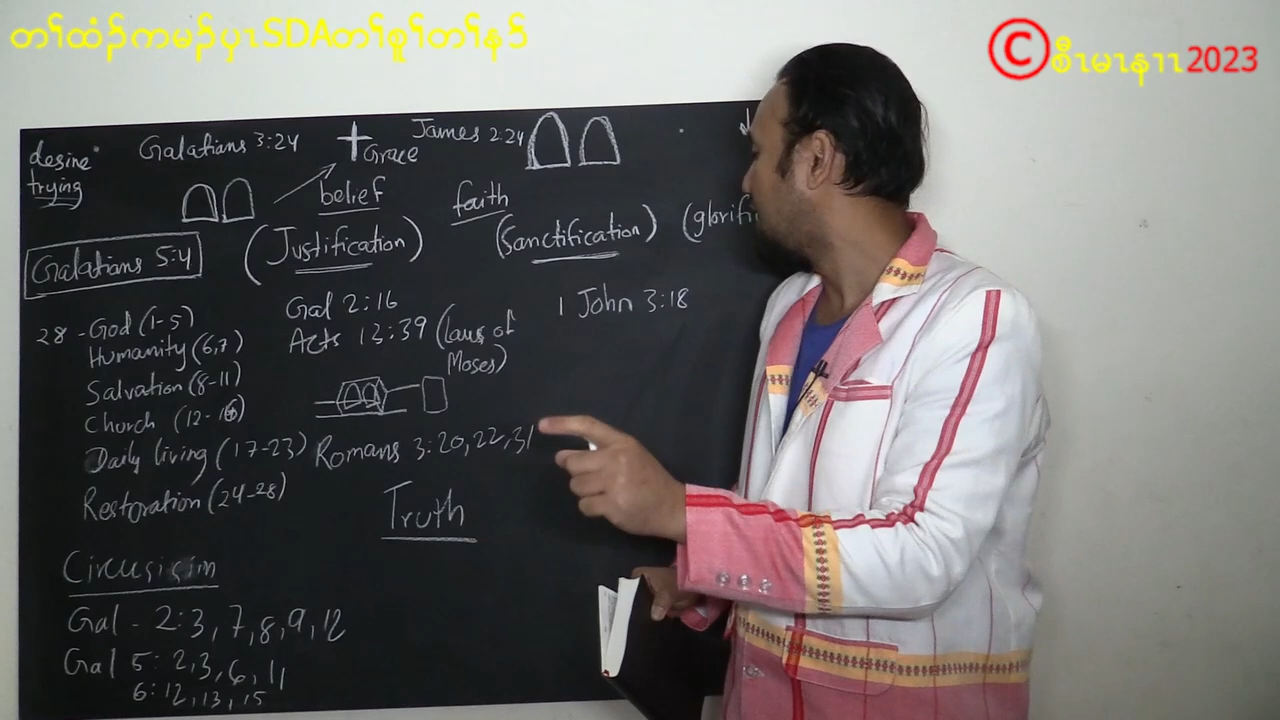 တၢ်ထံၣ်ကမၣ်ပှၤSDAတၢ်စူၢ်တၢ်နာ်
©စီၤမၤနၤၤ2023
desire
trying
Galatians 3:24
Grace
James 2:24
belief
faith
Galatians 5:4
(Justification)
(Sanctification)
(glorifi
28 - God (1-5)
Humanity (6,7)
Salvation (8-11)
Church (12-16)
Daily living (17-23)
Restoration (24-28)
Gal 2:16
Acts 13:39 (Laws of
Moses)
1 John 3:18
Romans 3:20,22,31
Truth
Circusisim
Gal - 2:3, 7, 8, 9, 12
Gal 5: 2,3, 6, 11
6: 12, 13, 15